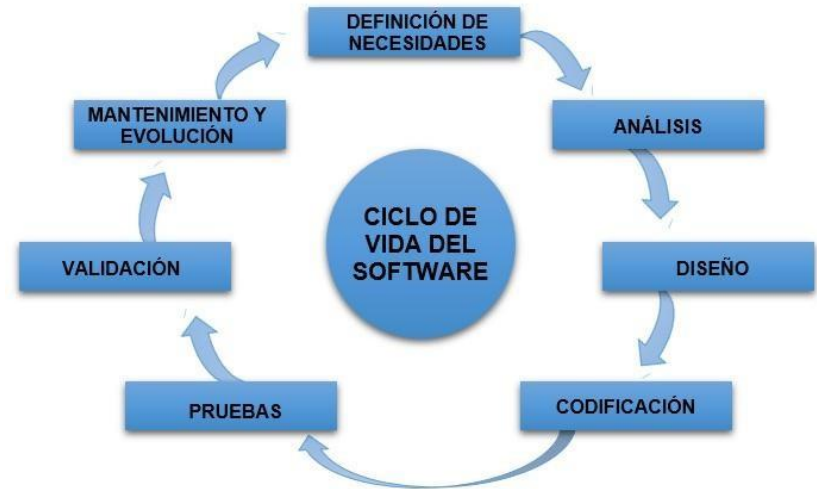 DEFINICIÓN DE
NECESIDADES
ANÁLISIS
DISEÑO
CODIFICACIÓN
PRUEBAS
VALIDACIÓN
MANTENIMIENTO Y
EVOLUCIÓN
CICLO DE
VIDA DEL
SOFTWARE